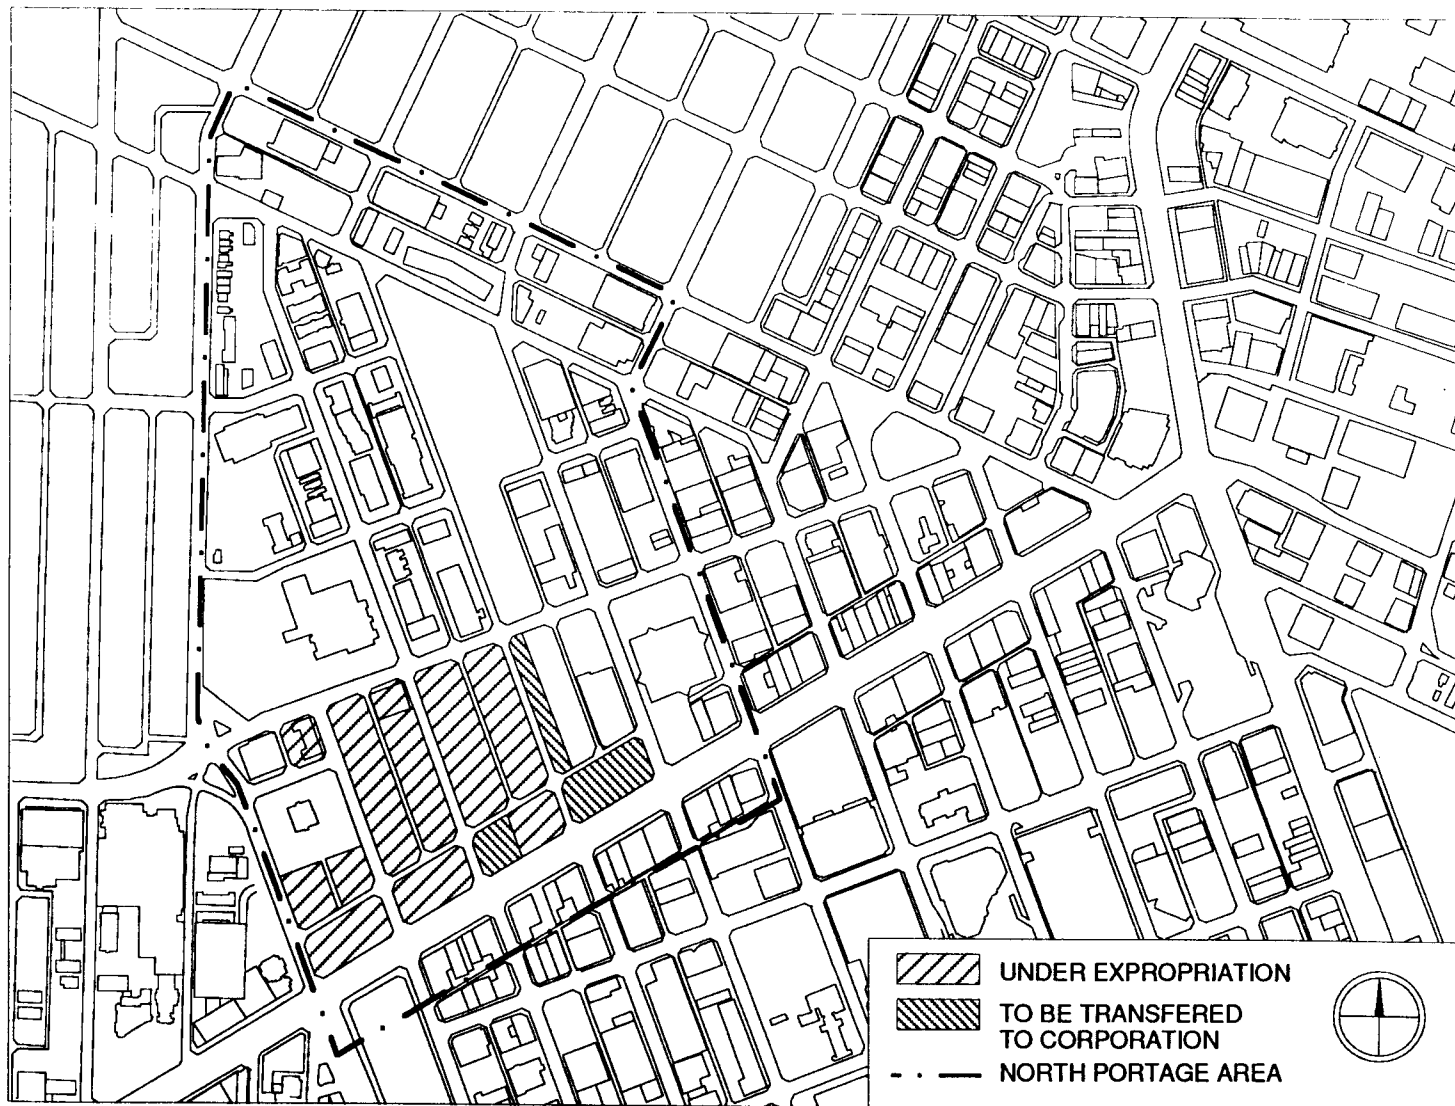 UNDER EXPROPRIATION
TO BE TRANSFERED
TO CORPORATION
NORTH PORTAGE AREA